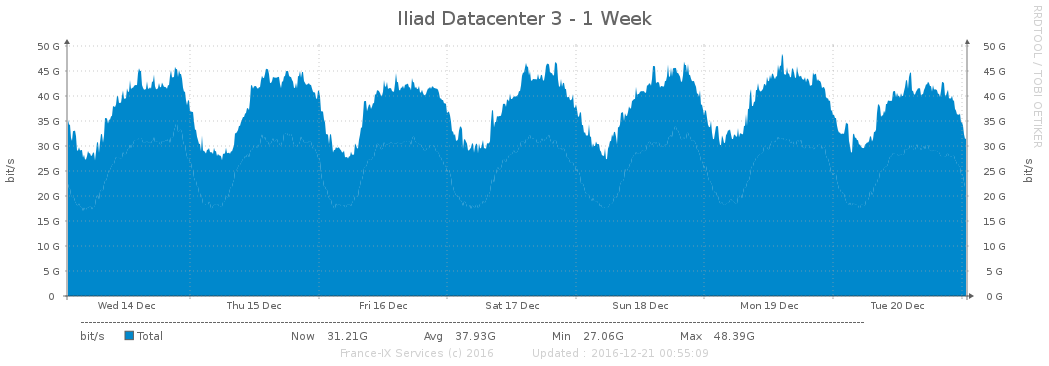 Iliad Datacenter 3 - 1 Week
RRDTOOL / TOBI OETIKER
50 G 50 G
45 G 45 G
40 G 40 G
35 G 35 G
30 G 30 G
25 G 25 G
20 G 20 G
15 G 15 G
10 G 10 G
5 G 5 G
0 0 G
bit/s bit/s
Wed 14 Dec Thu 15 Dec Fri 16 Dec Sat 17 Dec Sun 18 Dec Mon 19 Dec Tue 20 Dec
bit/s Total Now 31.21G Avg 37.93G Min 27.06G Max 48.39G
France-IX Services (c) 2016 Updated : 2016-12-21 00:55:09